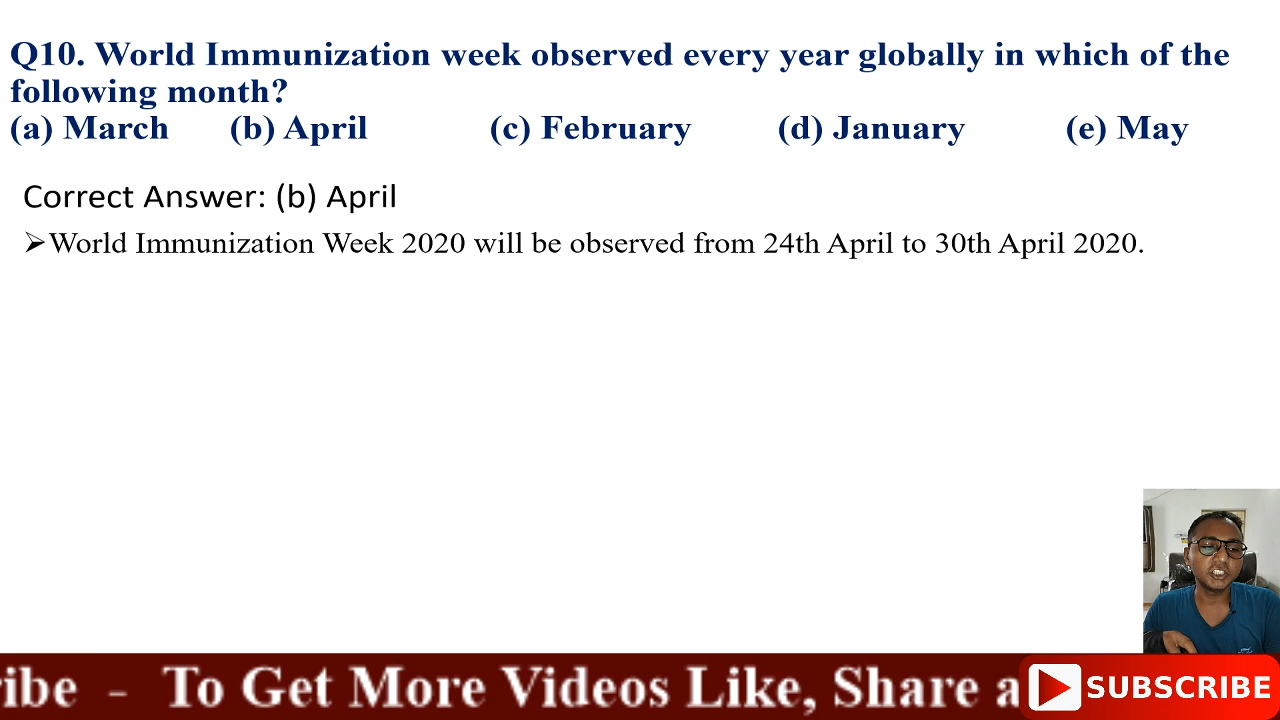 Q10. World Immunization week observed every year globally in which of the
following month?
(a) March (b) April (c) February (d) January (e) May
Correct Answer: (b) April
➢World Immunization Week 2020 will be observed from 24th April to 30th April 2020.
ribe - To Get More Videos Like, Share a
SUBSCRIBE